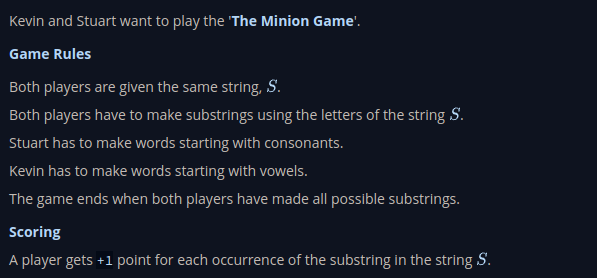 Kevin and Stuart want to play the 'The Minion Game'.
Game Rules
Both players are given the same string, S.
Both players have to make substrings using the letters of the string S.
Stuart has to make words starting with consonants.
Kevin has to make words starting with vowels.
The game ends when both players have made all possible substrings.
Scoring
A player gets +1 point for each occurrence of the substring in the string S.